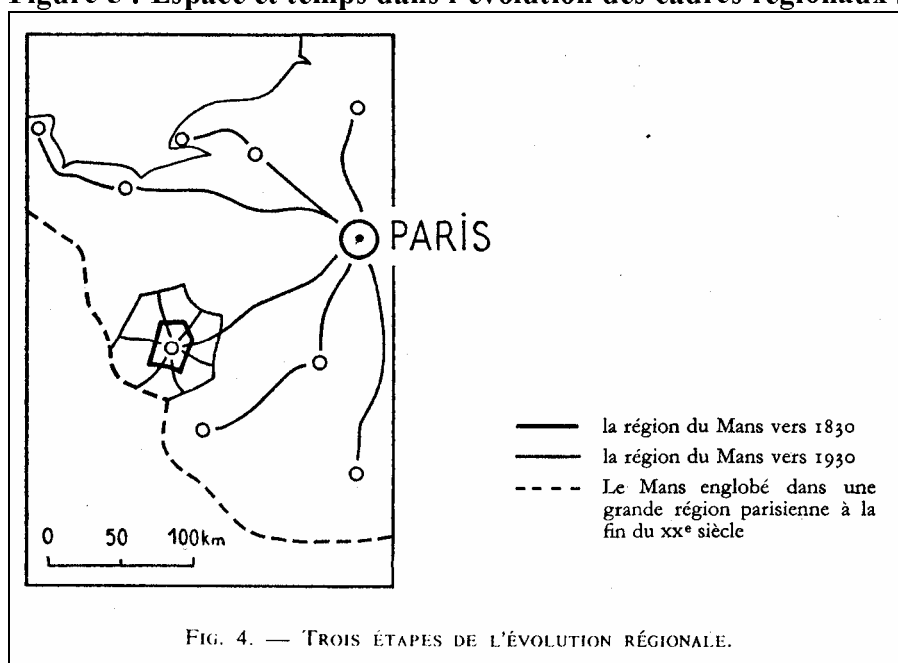 Figure 3 : Espace et temps dans l'évolution des cadres régionaux
PARIS
0 50 100km
la région du Mans vers 1830
la région du Mans vers 1930
Le Mans englobé dans une
grande région parisienne à la
fin du XXe siècle
FIG. 4. — TROIS ÉTAPES DE L'ÉVOLUTION RÉGIONALE.